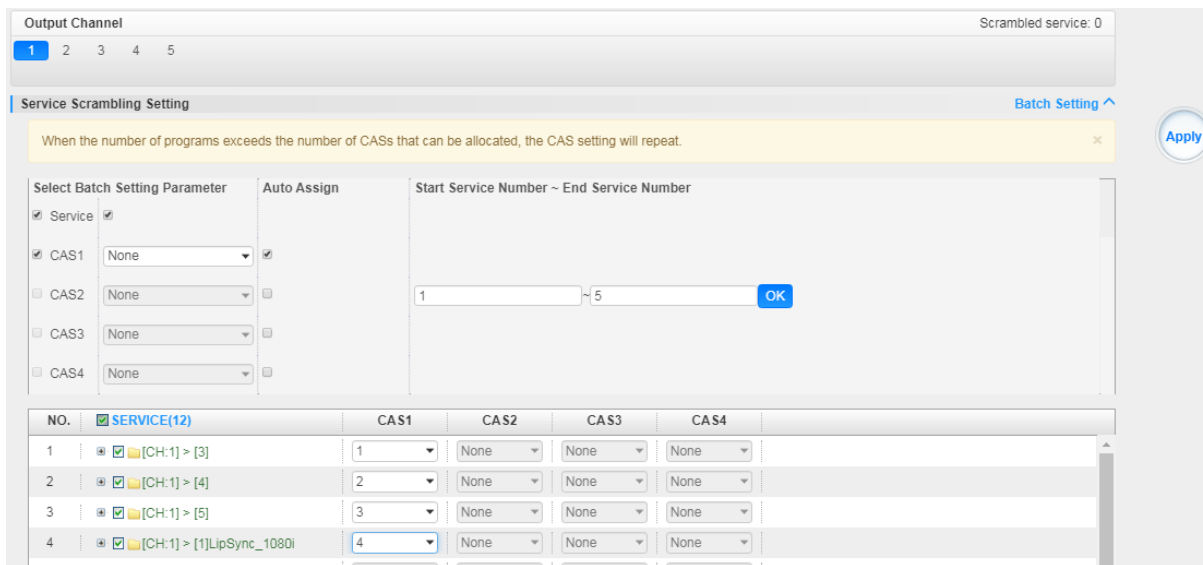 Output Channel Scrambled service: 0
1 2 3 4 5
Service Scrambling Setting Batch Setting
Apply
When the number of programs exceeds the number of CASs that can be allocated, the CAS setting will repeat. ×
Select Batch Setting Parameter Auto Assign Start Service Number ~ End Service Number
Service
CAS1 None
CAS2 None 1 ~ 5 OK
CAS3 None
CAS4 None
NO. SERVICE(12) CAS1 CAS2 CAS3 CAS4
1 [CH:1] > [3] 1 None None None
2 [CH:1] > [4] 2 None None None
3 [CH:1] > [5] 3 None None None
4 [CH:1] > [1]LipSync_1080i 4 None None None